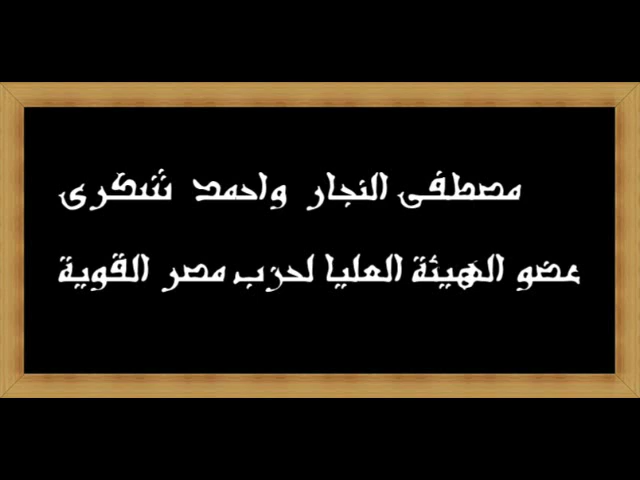 مصطفى النجار واحمد شكرى
عضو الهيئة العليا لحزب مصر القوية